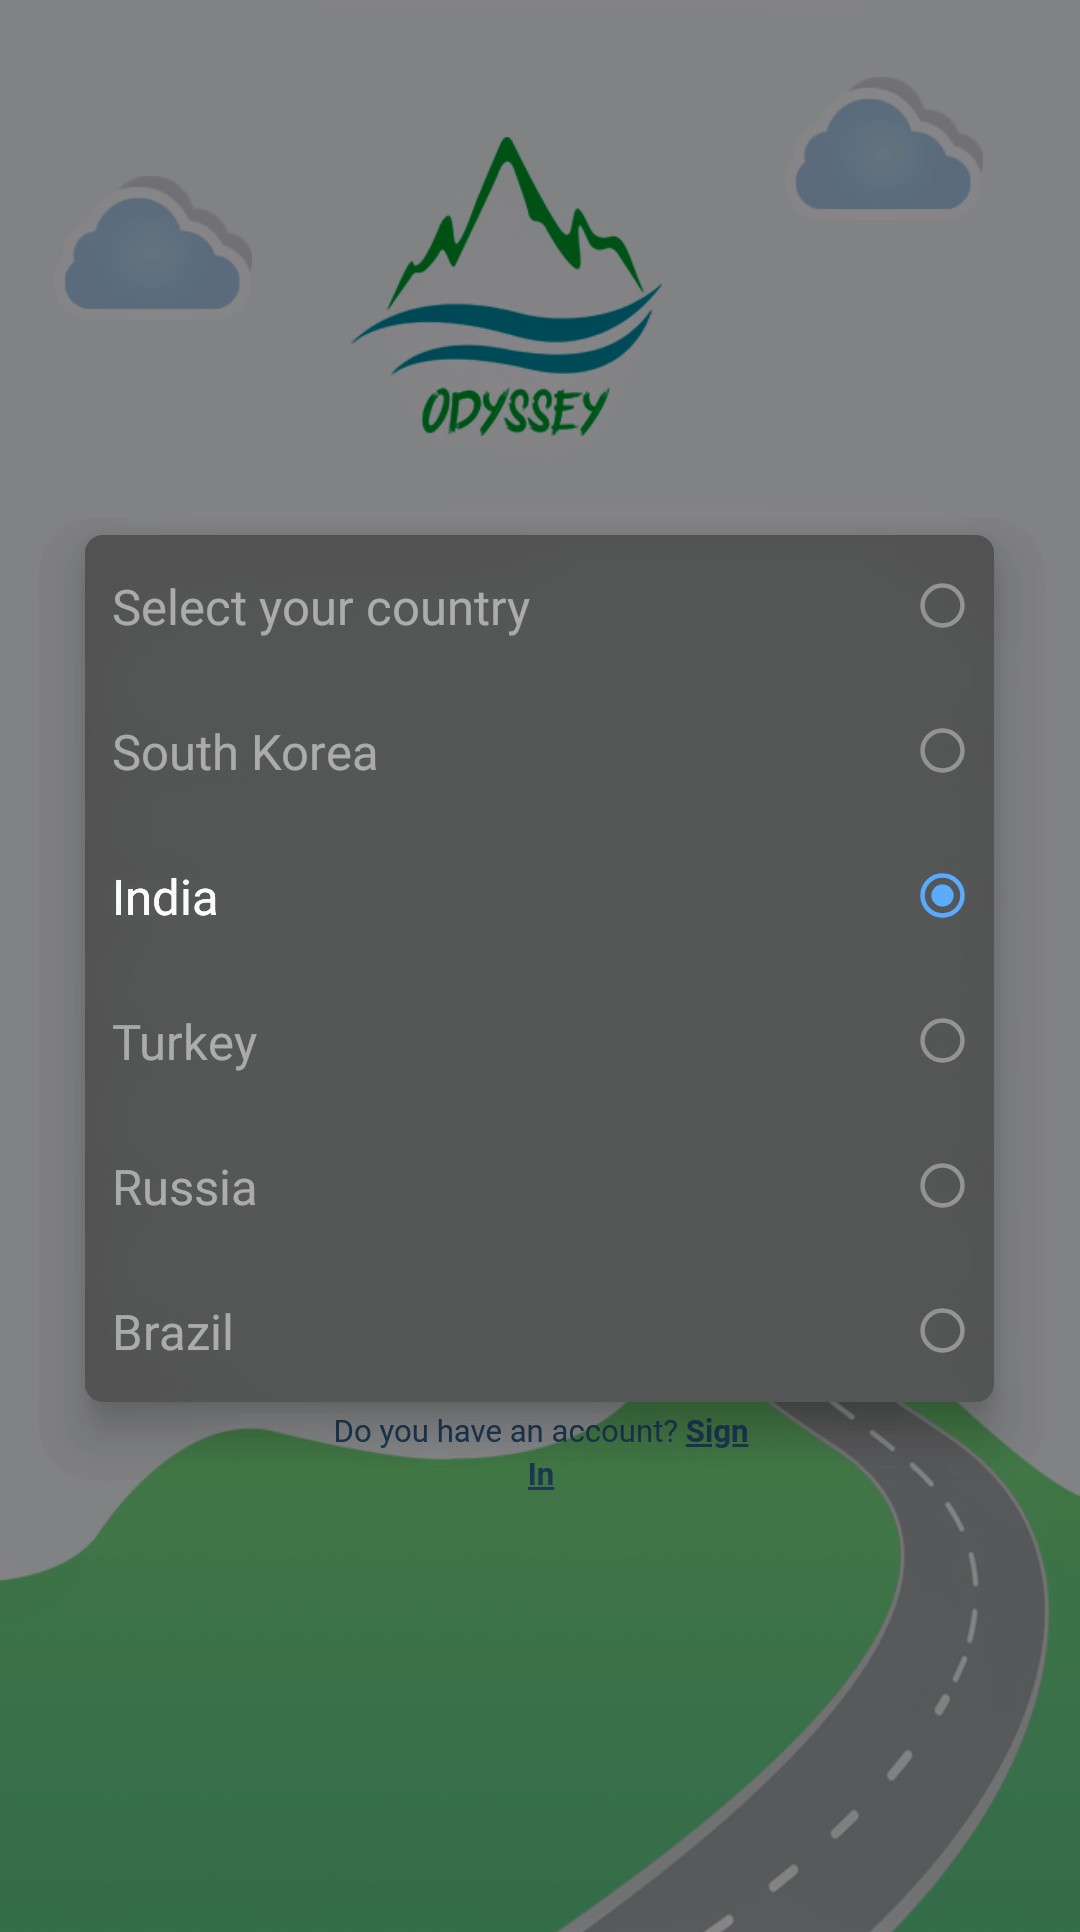 ODYSSEY
Select your country
South Korea
India
Turkey
Russia
Brazil
Do you have an account? Sign
In